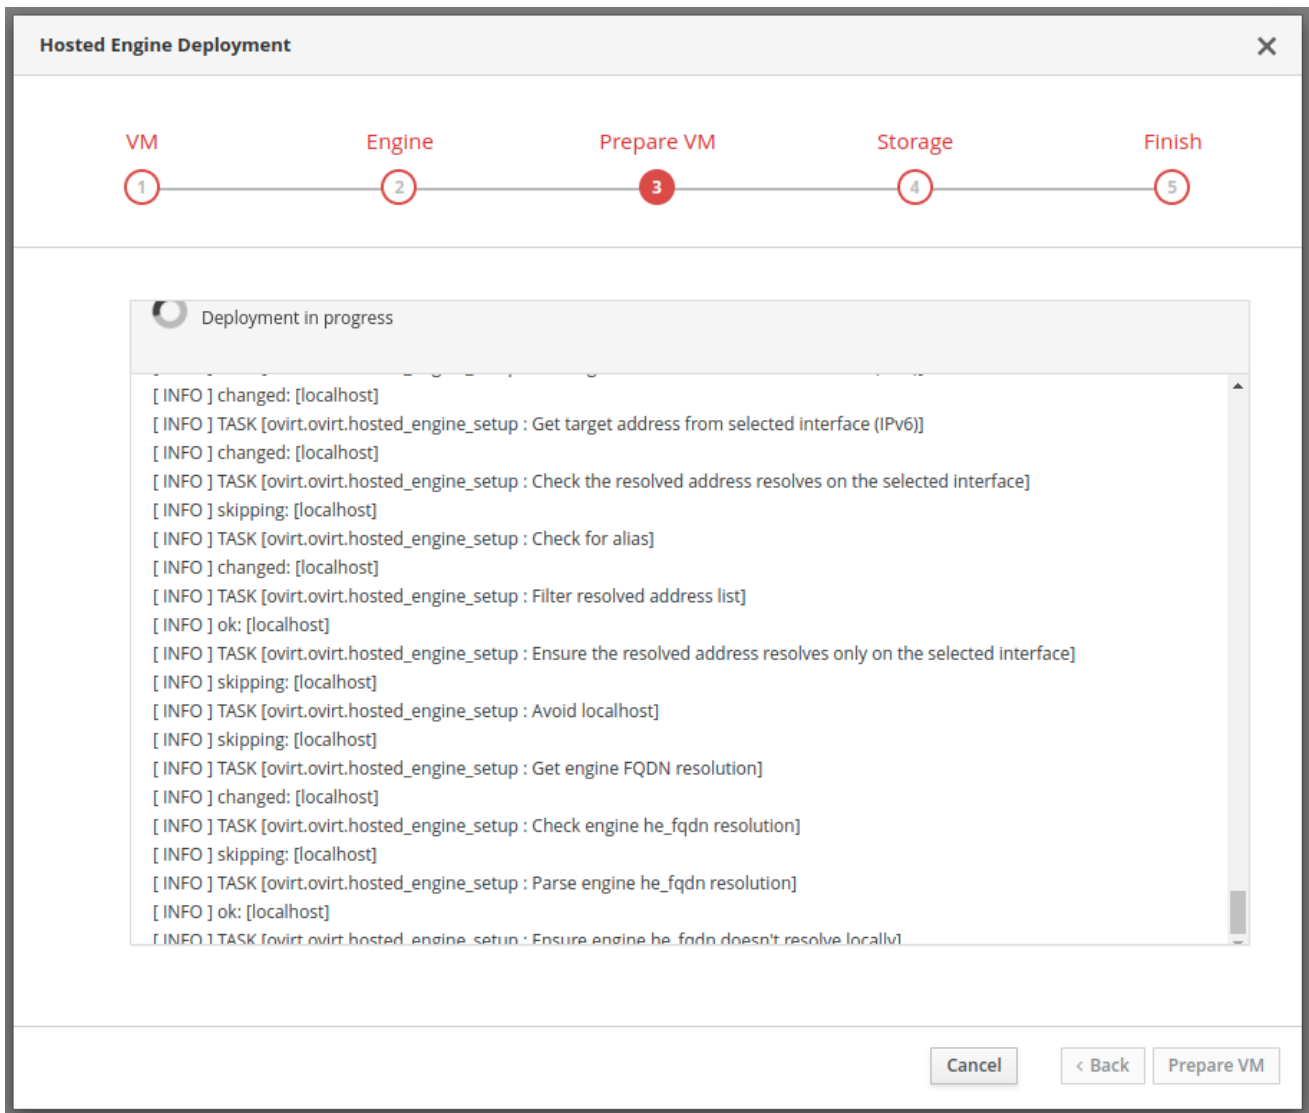 Hosted Engine Deployment
VM Engine Prepare VM Storage Finish
1 2 3 4 5
Deployment in progress
[ INFO ] changed: [localhost]
[ INFO ] TASK [ovirt.ovirt.hosted_engine_setup : Get target address from selected interface (IPv6)]
[ INFO ] changed: [localhost]
[ INFO ] TASK [ovirt.ovirt.hosted_engine_setup : Check the resolved address resolves on the selected interface]
[ INFO ] skipping: [localhost]
[ INFO ] TASK [ovirt.ovirt.hosted_engine_setup : Check for alias]
[ INFO ] changed: [localhost]
[ INFO ] TASK [ovirt.ovirt.hosted_engine_setup : Filter resolved address list]
[ INFO ] ok: [localhost]
[ INFO ] TASK [ovirt.ovirt.hosted_engine_setup : Ensure the resolved address resolves only on the selected interface]
[ INFO ] skipping: [localhost]
[ INFO ] TASK [ovirt.ovirt.hosted_engine_setup : Avoid localhost]
[ INFO ] skipping: [localhost]
[ INFO ] TASK [ovirt.ovirt.hosted_engine_setup : Get engine FQDN resolution]
[ INFO ] changed: [localhost]
[ INFO ] TASK [ovirt.ovirt.hosted_engine_setup : Check engine he_fqdn resolution]
[ INFO ] skipping: [localhost]
[ INFO ] TASK [ovirt.ovirt.hosted_engine_setup : Parse engine he_fqdn resolution]
[ INFO ] ok: [localhost]
[ INFO ] TASK [ovirt.ovirt.hosted_engine_setup : Ensure engine he_fqdn doesn't resolve locally]
Cancel < Back Prepare VM